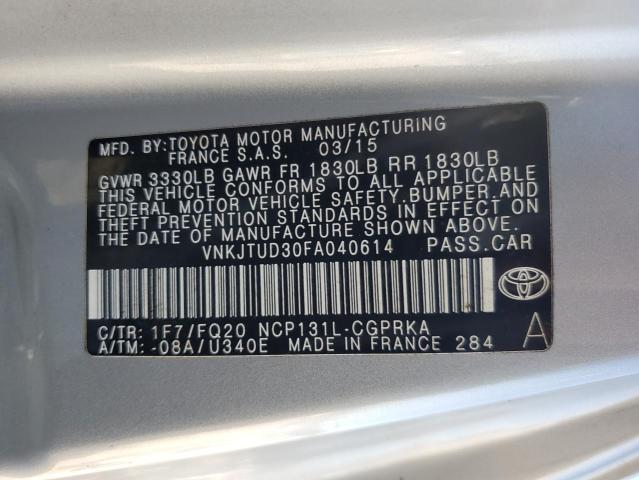 MFD. BY:TOYOTA MOTOR MANUFACTURING
FRANCE S.A.S. 03/15
GVWR 3330LB GAWR FR 1830LB RR 1830LB
THIS VEHICLE CONFORMS TO ALL APPLICABLE
FEDERAL MOTOR VEHICLE SAFETY,BUMPER,AND
THEFT PREVENTION STANDARDS IN EFFECT ON
THE DATE OF MANUFACTURE SHOWN ABOVE.
VNKJTUD30FA040614 PASS.CAR
C/TR: 1F7/FQ20 NCP131L-CGPRKA
A/TM: -08A/U340E MADE IN FRANCE 284
A